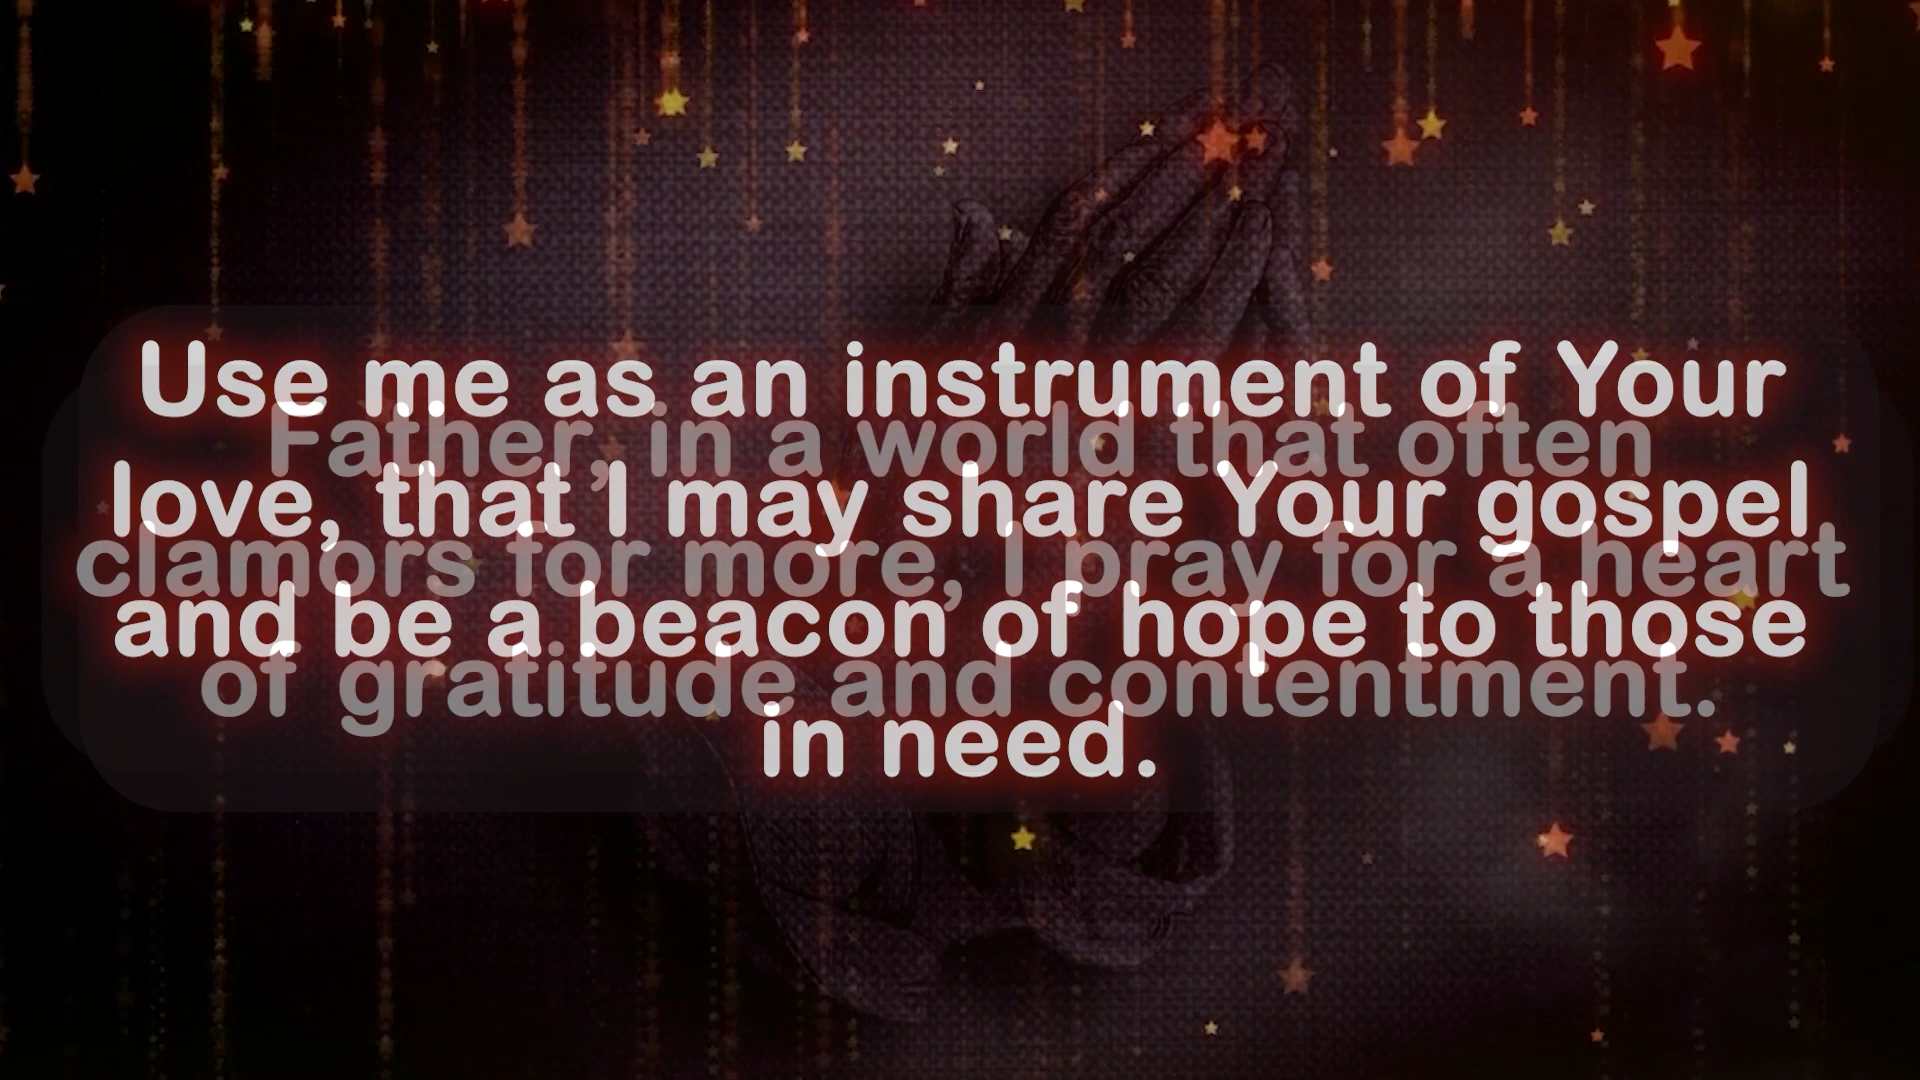 Use me as an instrument of Your
love, that I may share Your gospel
and be a beacon of hope to those
in need.
Father, in a world that often
clamors for more, I pray for a heart
of gratitude and contentment.